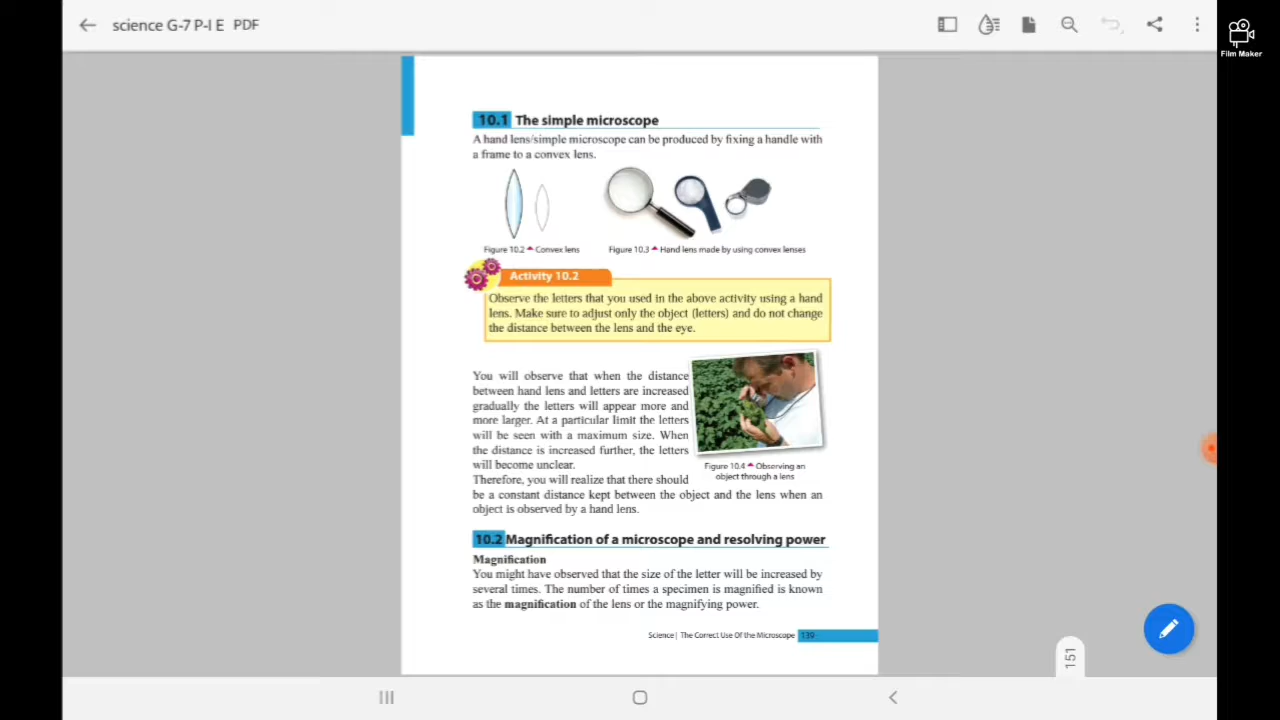 science G-7 P-I E PDF
Film Maker
10.1 The simple microscope
A hand lens/simple microscope can be produced by fixing a handle with
a frame to a convex lens.
Figure 10.2 Convex lens
Figure 10.3 Hand lens made by using convex lenses
Activity 10.2
Observe the letters that you used in the above activity using a hand
lens. Make sure to adjust only the object (letters) and do not change
the distance between the lens and the eye.
You will observe that when the distance
between hand lens and letters are increased
gradually the letters will appear more and
more larger. At a particular limit the letters
will be seen with a maximum size. When
the distance is increased further, the letters
will become unclear.
Figure 10.4 Observing an
object through a lens
Therefore, you will realize that there should
be a constant distance kept between the object and the lens when an
object is observed by a hand lens.
10.2 Magnification of a microscope and resolving power
Magnification
You might have observed that the size of the letter will be increased by
several times. The number of times a specimen is magnified is known
as the magnification of the lens or the magnifying power.
Science| The Correct Use Of the Microscope 139
151